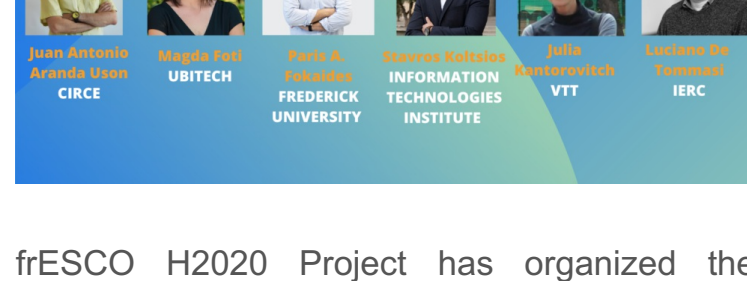 Juan Antonio
Aranda Uson
CIRCE
Magda Foti
UBITECH
Paris A.
Fokaides
FREDERICK
UNIVERSITY
Stavros Koltsios
INFORMATION
TECHNOLOGIES
INSTITUTE
Julia
Kantorovitch
VTT
Luciano De
Tommasi
IERC
frESCO H2020 Project has organized the